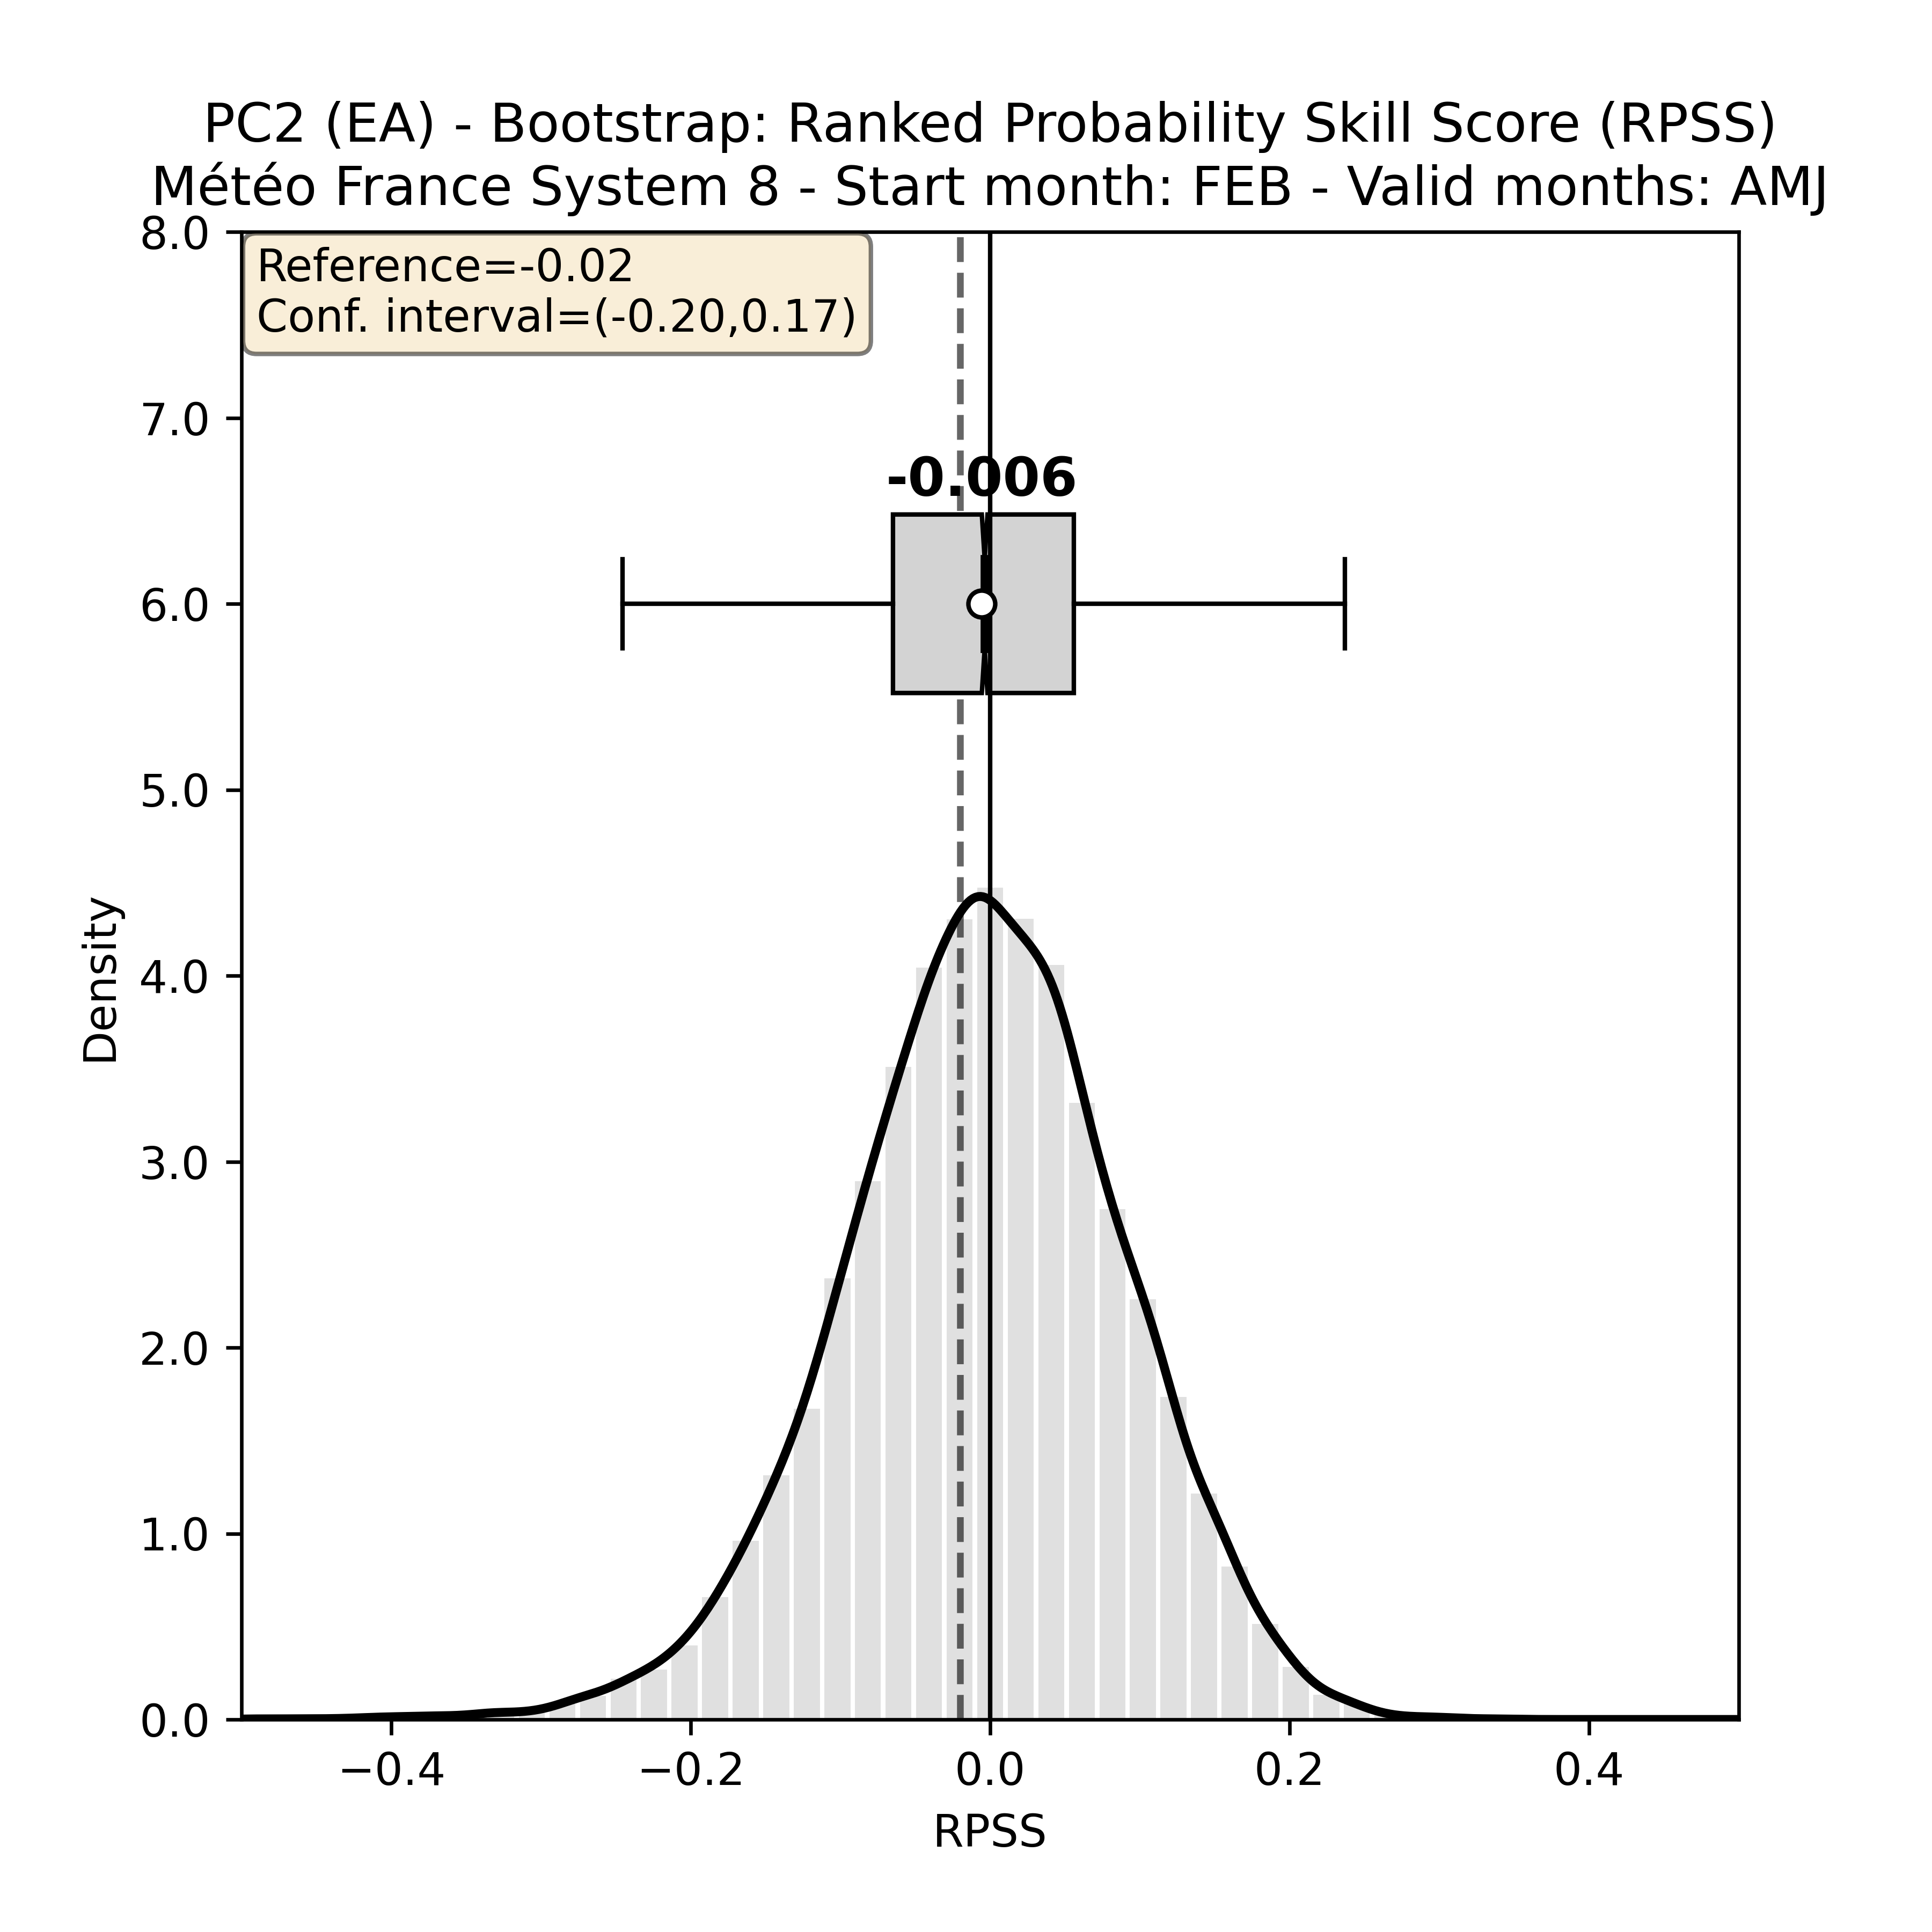 PC2 (EA) - Bootstrap: Ranked Probability Skill Score (RPSS)
Météo France System 8 - Start month: FEB - Valid months: AMJ
Reference=-0.02
Conf. interval=(-0.20,0.17)
-0.006
8.0
7.0
6.0
5.0
4.0
3.0
2.0
1.0
0.0
Density
−0.4
−0.2
0.0
0.2
0.4
RPSS